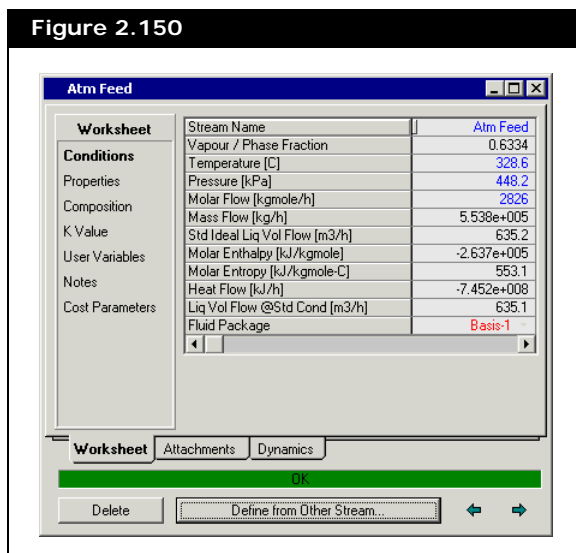 Figure 2.150
Atm Feed
Worksheet
Conditions
Properties
Composition
K Value
User Variables
Notes
Cost Parameters
Stream Name Atm Feed
Vapour / Phase Fraction 0.6334
Temperature [C] 328.6
Pressure [kPa] 448.2
Molar Flow [kgmole/h] 2826
Mass Flow [kg/h] 5.538e+005
Std Ideal Liq Vol Flow [m3/h] 635.2
Molar Enthalpy [kJ/kgmole] -2.637e+005
Molar Entropy [kJ/kgmole-C] 553.1
Heat Flow [kJ/h] -7.452e+008
Liq Vol Flow @Std Cond [m3/h] 635.1
Fluid Package Basis-1
Worksheet Attachments Dynamics
OK
Delete Define from Other Stream...